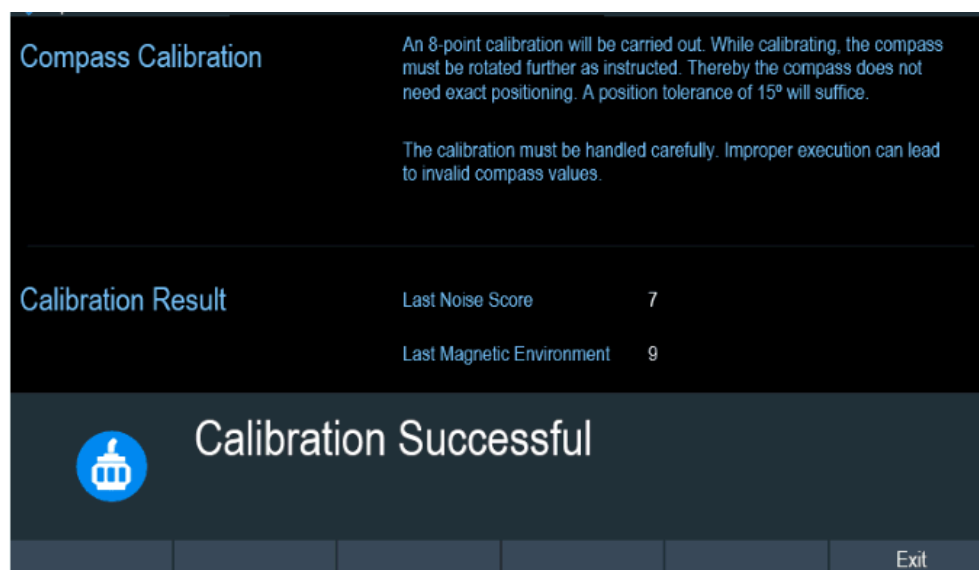 Compass Calibration
An 8-point calibration will be carried out. While calibrating, the compass
must be rotated further as instructed. Thereby the compass does not
need exact positioning. A position tolerance of 15º will suffice.
The calibration must be handled carefully. Improper execution can lead
to invalid compass values.
Calibration Result
Last Noise Score 7
Last Magnetic Environment 9
Calibration Successful
Exit